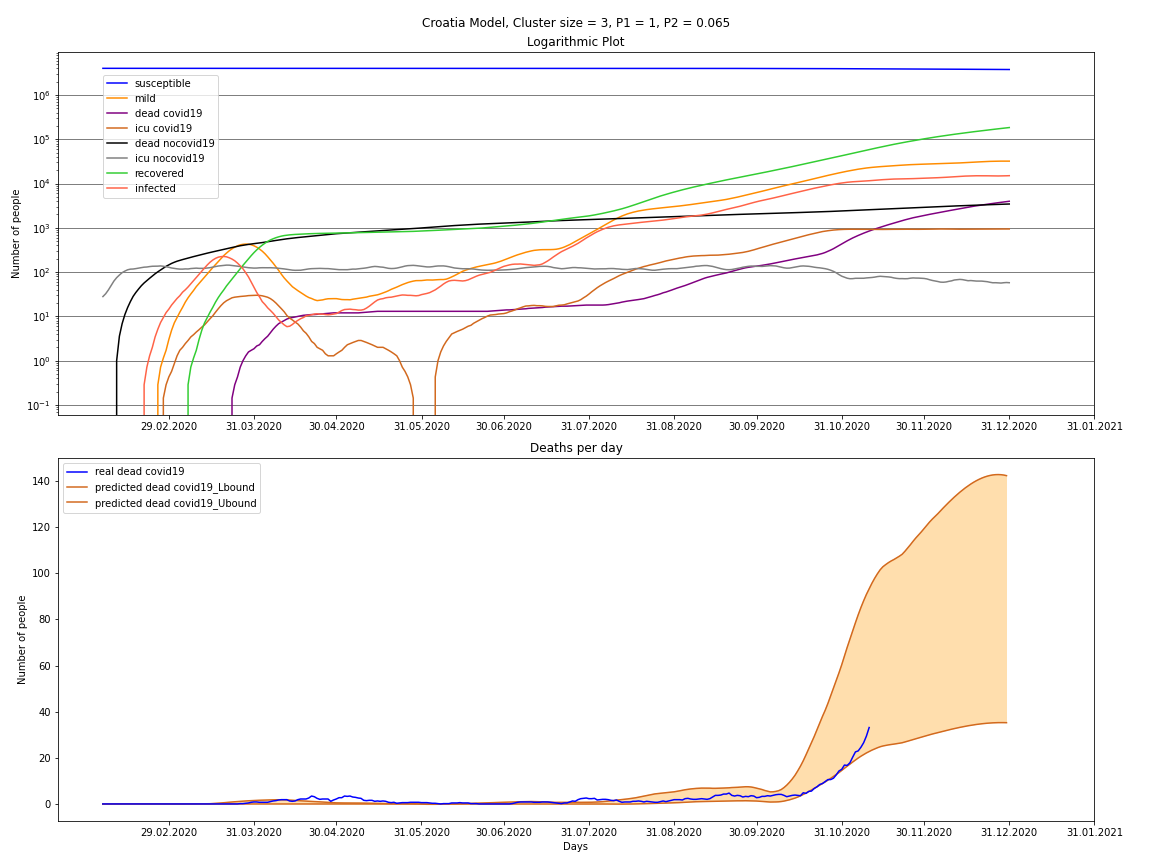 Croatia Model, Cluster size = 3, P1 = 1, P2 = 0.065
Logarithmic Plot
Number of people
10⁶
10⁵
10⁴
10³
10²
10¹
10⁰
10⁻¹
susceptible
mild
dead covid19
icu covid19
dead nocovid19
icu nocovid19
recovered
infected
29.02.2020 31.03.2020 30.04.2020 31.05.2020 30.06.2020 31.07.2020 31.08.2020 30.09.2020 31.10.2020 30.11.2020 31.12.2020 31.01.2021
Deaths per day
Number of people
140
120
100
80
60
40
20
0
real dead covid19
predicted dead covid19_Lbound
predicted dead covid19_Ubound
29.02.2020 31.03.2020 30.04.2020 31.05.2020 30.06.2020 31.07.2020 31.08.2020 30.09.2020 31.10.2020 30.11.2020 31.12.2020 31.01.2021
Days